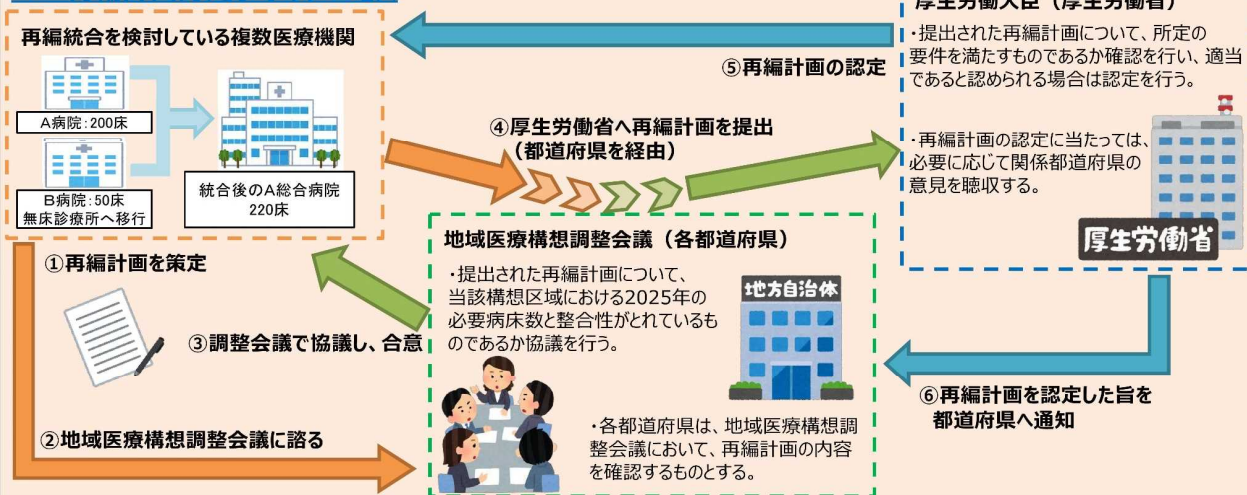 再編統合を検討している複数医療機関
A病院:200床
B病院:50床
無床診療所へ移行
統合後のA総合病院
220床
①再編計画を策定
②地域医療構想調整会議に諮る
③調整会議で協議し、合意
④厚生労働省へ再編計画を提出
（都道府県を経由）
⑤再編計画の認定
地域医療構想調整会議（各都道府県）
・提出された再編計画について、
当該構想区域における2025年の
必要病床数と整合性がとれているも
のであるか協議を行う。
地方自治体
・各都道府県は、地域医療構想調
整会議において、再編計画の内容
を確認するものとする。
厚生労働大臣（厚生労働省）
・提出された再編計画について、所定の
要件を満たすものであるか確認を行い、適当
であると認められる場合は認定を行う。
・再編計画の認定に当たっては、
必要に応じて関係都道府県の
意見を聴収する。
厚生労働省
⑥再編計画を認定した旨を
都道府県へ通知